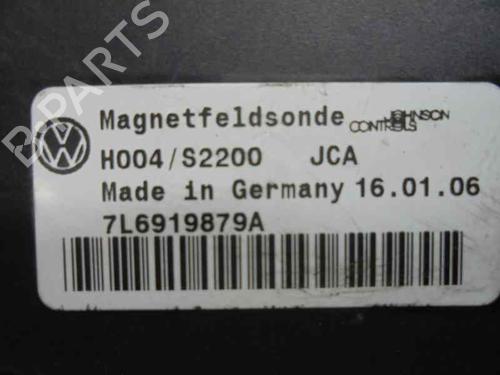 B-PARTS
Magnetfeldsonde JOHNSON CONTROLS
H004/S2200 JCA
Made in Germany 16.01.06
7L6919879A